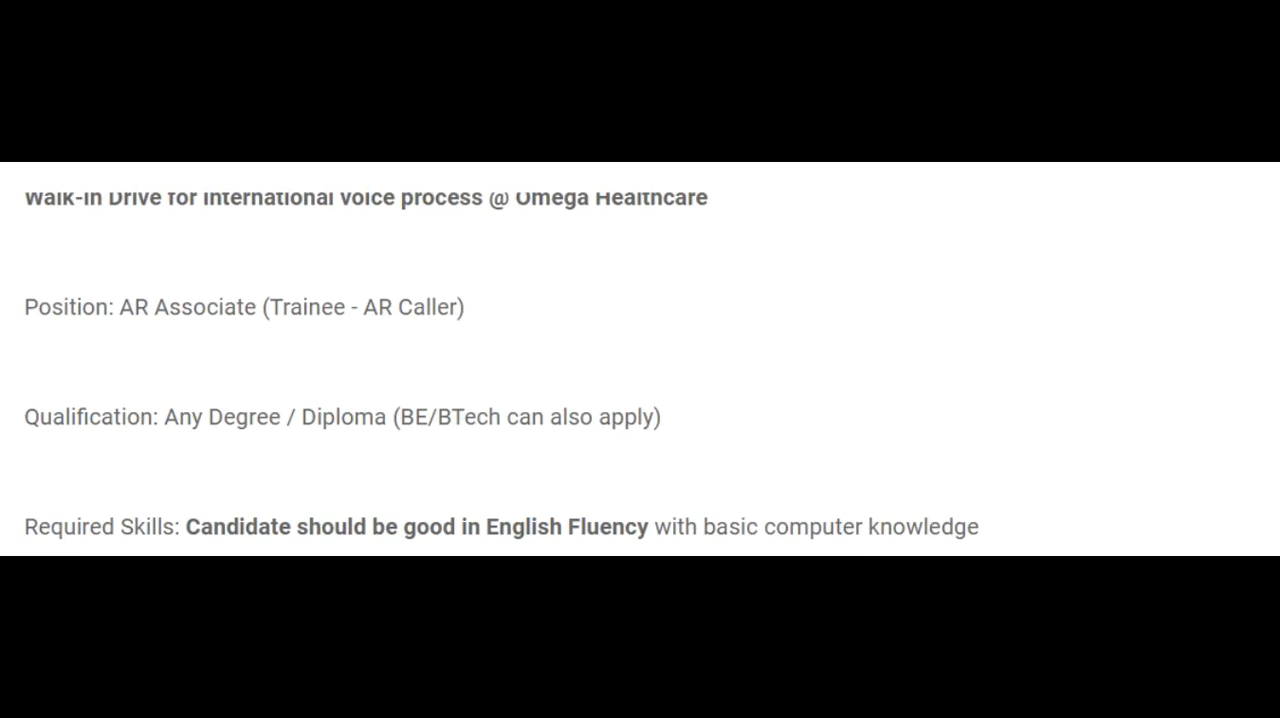 Walk-In Drive for International voice process @ Omega Healthcare
Position: AR Associate (Trainee - AR Caller)
Qualification: Any Degree / Diploma (BE/BTech can also apply)
Required Skills: Candidate should be good in English Fluency with basic computer knowledge